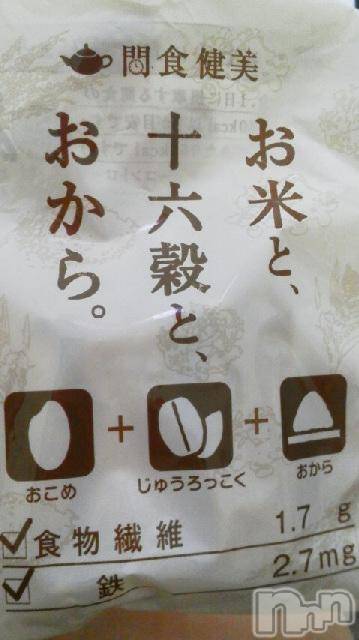 間食健美
お米と、
十六穀と、
おから。
おこめ
+
じゅうろっこく
+
おから
食物繊維 1.7 g
鉄 2.7mg